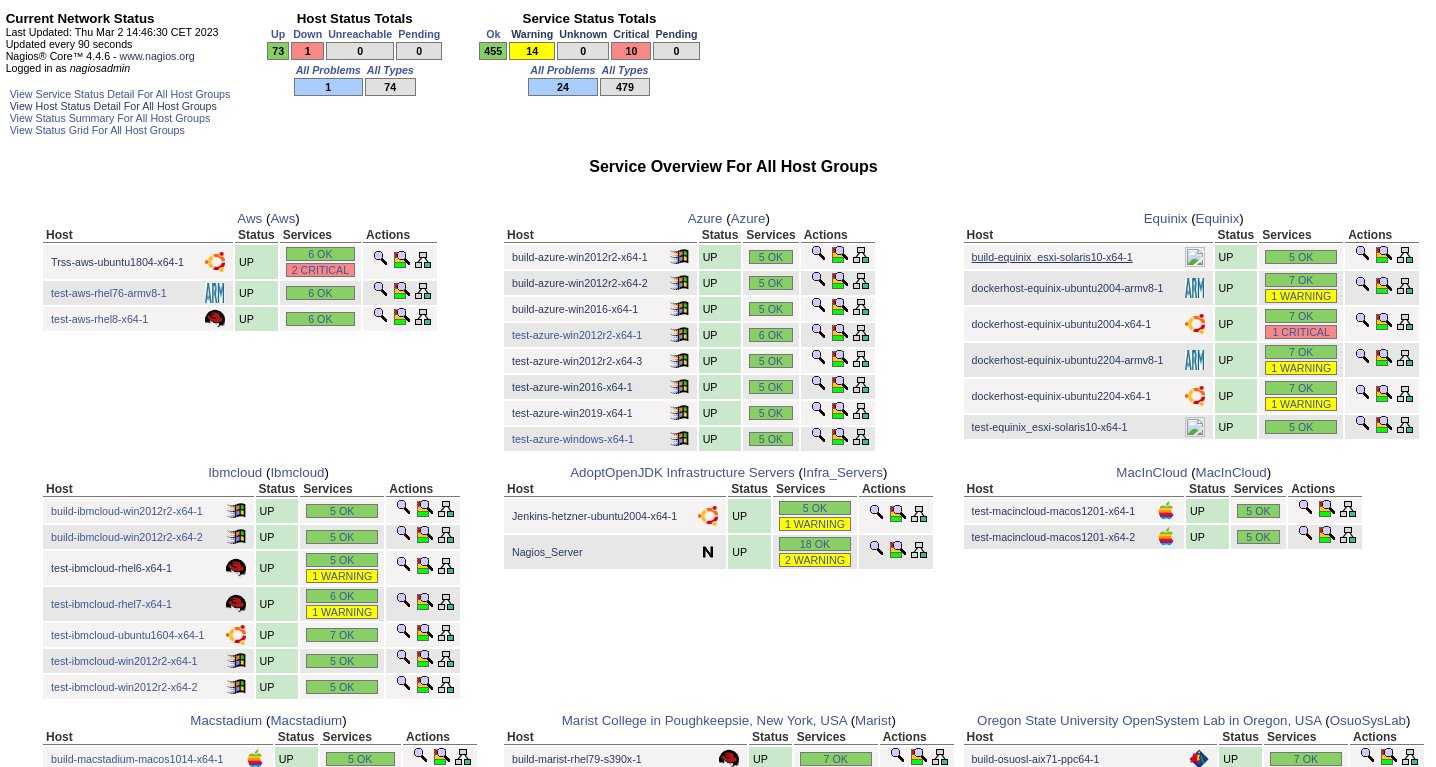 Current Network Status
Last Updated: Thu Mar 2 14:46:30 CET 2023
Updated every 90 seconds
Nagios® Core™ 4.4.6 - www.nagios.org
Logged in as nagiosadmin
View Service Status Detail For All Host Groups
View Host Status Detail For All Host Groups
View Status Summary For All Host Groups
View Status Grid For All Host Groups
Host Status Totals
Up Down Unreachable Pending
73 1 0 0
All Problems All Types
1 74
Service Status Totals
Ok Warning Unknown Critical Pending
455 14 0 10 0
All Problems All Types
24 479
Service Overview For All Host Groups
Aws (Aws)
Host Status Services Actions
Trss-aws-ubuntu1804-x64-1 UP 6 OK
2 CRITICAL
test-aws-rhel76-armv8-1 ARM UP 6 OK
test-aws-rhel8-x64-1 UP 6 OK
Azure (Azure)
Host Status Services Actions
build-azure-win2012r2-x64-1 UP 5 OK
build-azure-win2012r2-x64-2 UP 5 OK
build-azure-win2016-x64-1 UP 5 OK
test-azure-win2012r2-x64-1 UP 6 OK
test-azure-win2012r2-x64-3 UP 5 OK
test-azure-win2016-x64-1 UP 5 OK
test-azure-win2019-x64-1 UP 5 OK
test-azure-windows-x64-1 UP 5 OK
Equinix (Equinix)
Host Status Services Actions
build-equinix_esxi-solaris10-x64-1 UP 5 OK
dockerhost-equinix-ubuntu2004-armv8-1 ARM UP 7 OK
1 WARNING
dockerhost-equinix-ubuntu2004-x64-1 UP 7 OK
1 CRITICAL
dockerhost-equinix-ubuntu2204-armv8-1 ARM UP 7 OK
1 WARNING
dockerhost-equinix-ubuntu2204-x64-1 UP 7 OK
1 WARNING
test-equinix_esxi-solaris10-x64-1 UP 5 OK
Ibmcloud (Ibmcloud)
Host Status Services Actions
build-ibmcloud-win2012r2-x64-1 UP 5 OK
build-ibmcloud-win2012r2-x64-2 UP 5 OK
test-ibmcloud-rhel6-x64-1 UP 5 OK
1 WARNING
test-ibmcloud-rhel7-x64-1 UP 6 OK
1 WARNING
test-ibmcloud-ubuntu1604-x64-1 UP 7 OK
test-ibmcloud-win2012r2-x64-1 UP 5 OK
test-ibmcloud-win2012r2-x64-2 UP 5 OK
AdoptOpenJDK Infrastructure Servers (Infra_Servers)
Host Status Services Actions
Jenkins-hetzner-ubuntu2004-x64-1 UP 5 OK
1 WARNING
Nagios_Server N UP 18 OK
2 WARNING
MacInCloud (MacInCloud)
Host Status Services Actions
test-macincloud-macos1201-x64-1 UP 5 OK
test-macincloud-macos1201-x64-2 UP 5 OK
Macstadium (Macstadium)
Host Status Services Actions
build-macstadium-macos1014-x64-1 UP 5 OK
Marist College in Poughkeepsie, New York, USA (Marist)
Host Status Services Actions
build-marist-rhel79-s390x-1 UP 7 OK
Oregon State University OpenSystem Lab in Oregon, USA (OsuoSysLab)
Host Status Services Actions
build-osuosl-aix71-ppc64-1 UP 7 OK